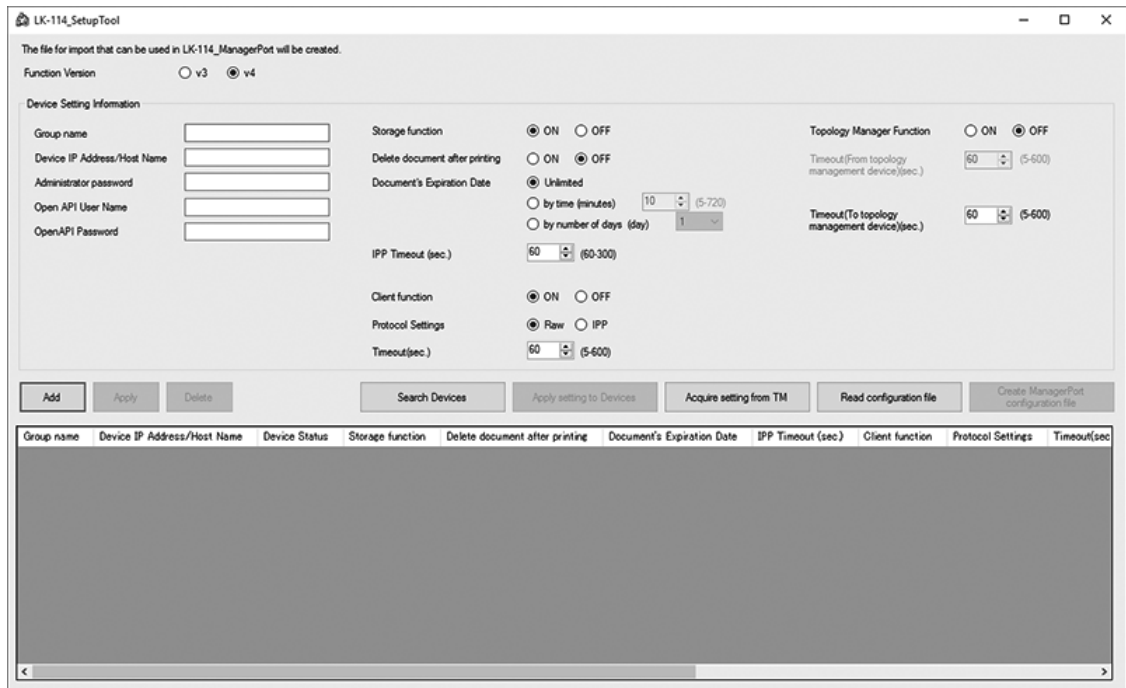 LK-114_SetupTool
The file for import that can be used in LK-114_ManagerPort will be created.
Function Version v3 v4
Device Setting Information
Group name
Device IP Address/Host Name
Administrator password
Open API User Name
OpenAPI Password
Storage function ON OFF
Delete document after printing ON OFF
Document's Expiration Date Unlimited
by time (minutes) 10 (5-720)
by number of days (day) 1
IPP Timeout (sec.) 60 (60-300)
Client function ON OFF
Protocol Settings Raw IPP
Timeout(sec.) 60 (5-600)
Topology Manager Function ON OFF
Timeout(From topology
management device)(sec.) 60 (5-600)
Timeout(To topology
management device)(sec.) 60 (5-600)
Add Apply Delete Search Devices Apply setting to Devices Acquire setting from TM Read configuration file Create ManagerPort
configuration file
Group name Device IP Address/Host Name Device Status Storage function Delete document after printing Document's Expiration Date IPP Timeout (sec.) Client function Protocol Settings Timeout(sec